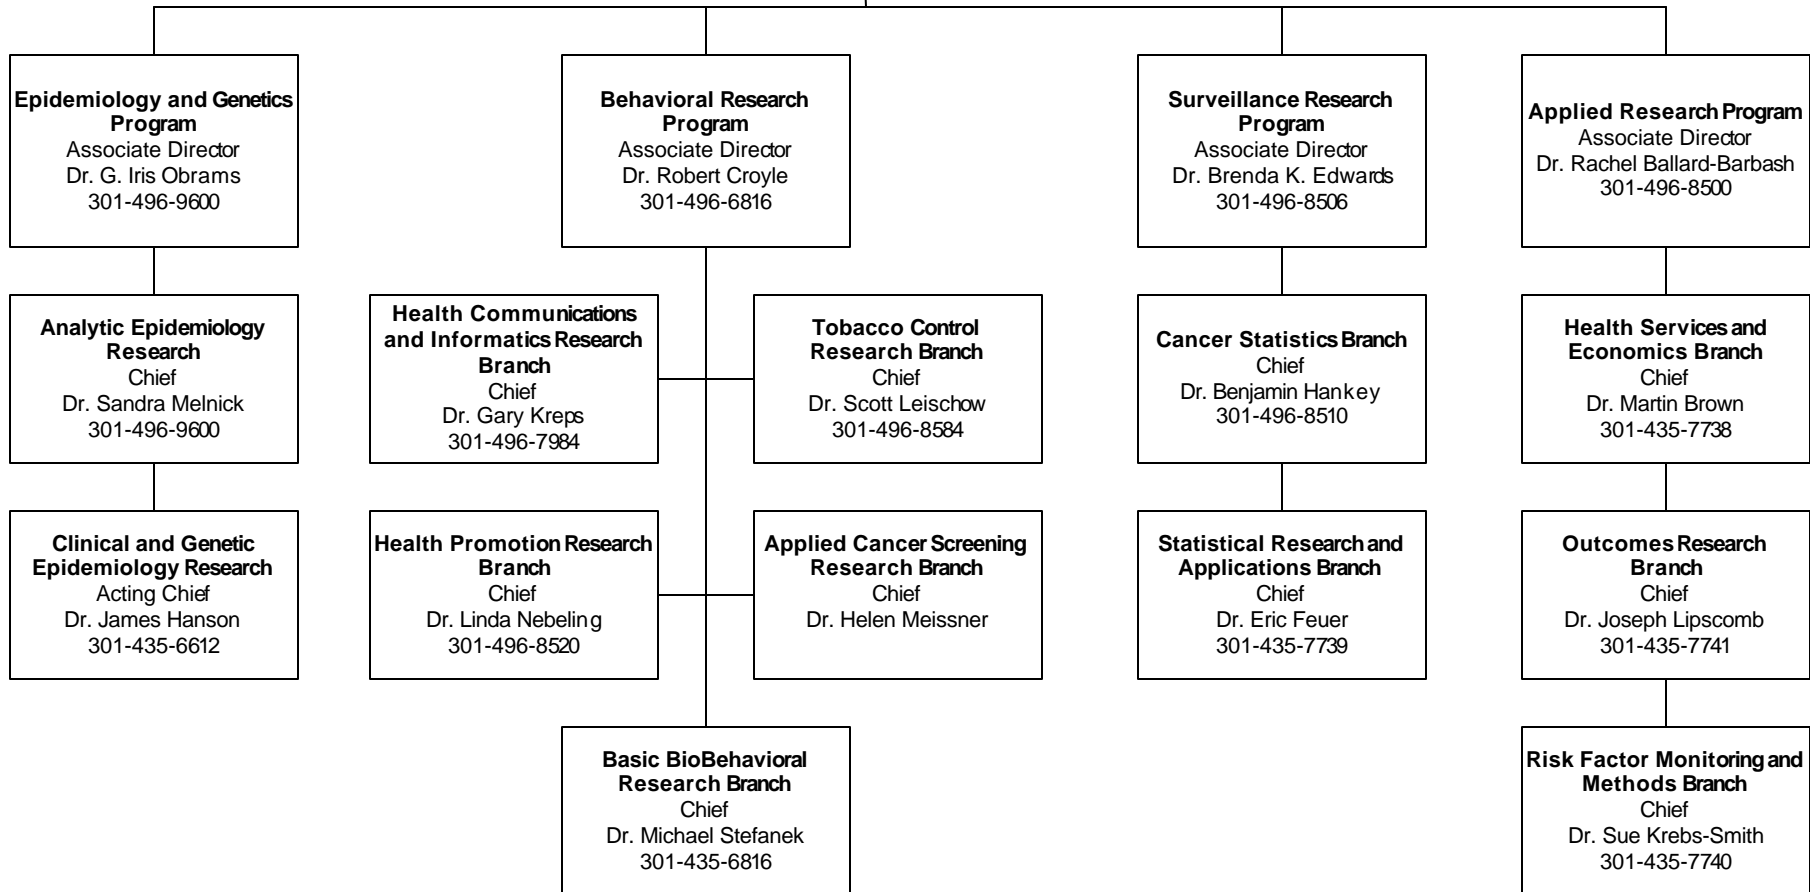 Epidemiology and Genetics
Program
Associate Director
Dr. G. Iris Obrams
301-496-9600
Behavioral Research
Program
Associate Director
Dr. Robert Croyle
301-496-6816
Surveillance Research
Program
Associate Director
Dr. Brenda K. Edwards
301-496-8506
Applied Research Program
Associate Director
Dr. Rachel Ballard-Barbash
301-496-8500
Analytic Epidemiology
Research
Chief
Dr. Sandra Melnick
301-496-9600
Health Communications
and Informatics Research
Branch
Chief
Dr. Gary Kreps
301-496-7984
Tobacco Control
Research Branch
Chief
Dr. Scott Leischow
301-496-8584
Cancer Statistics Branch
Chief
Dr. Benjamin Hankey
301-496-8510
Health Services and
Economics Branch
Chief
Dr. Martin Brown
301-435-7738
Clinical and Genetic
Epidemiology Research
Acting Chief
Dr. James Hanson
301-435-6612
Health Promotion Research
Branch
Chief
Dr. Linda Nebeling
301-496-8520
Applied Cancer Screening
Research Branch
Chief
Dr. Helen Meissner
Statistical Research and
Applications Branch
Chief
Dr. Eric Feuer
301-435-7739
Outcomes Research
Branch
Chief
Dr. Joseph Lipscomb
301-435-7741
Basic BioBehavioral
Research Branch
Chief
Dr. Michael Stefanek
301-435-6816
Risk Factor Monitoring and
Methods Branch
Chief
Dr. Sue Krebs-Smith
301-435-7740